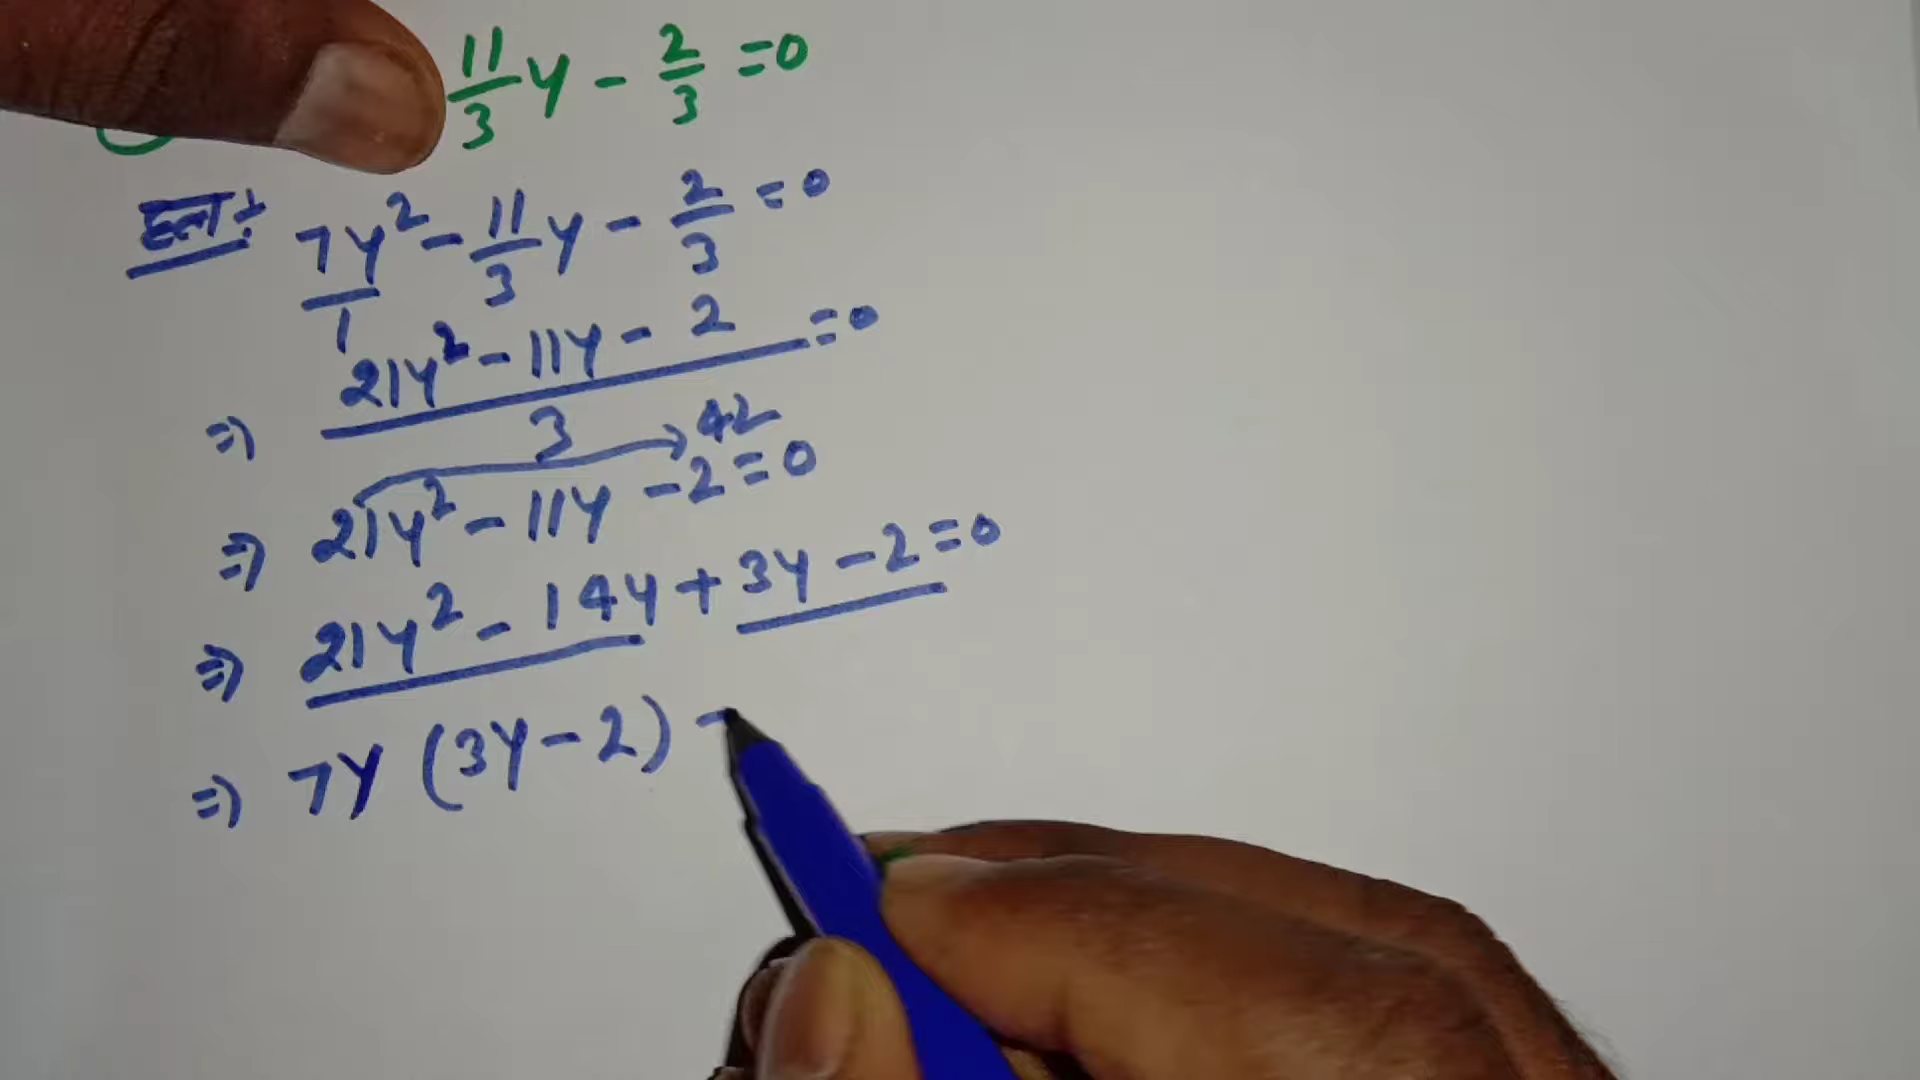 11/3 y - 2/3 = 0
हल÷ 7y²/1 - 11/3 y - 2/3 = 0
⇒ 21y² - 11y - 2 / 3 = 0
42
⇒ 21y² - 11y - 2 = 0
⇒ 21y² - 14y + 3y - 2 = 0
⇒ 7y (3y - 2) -